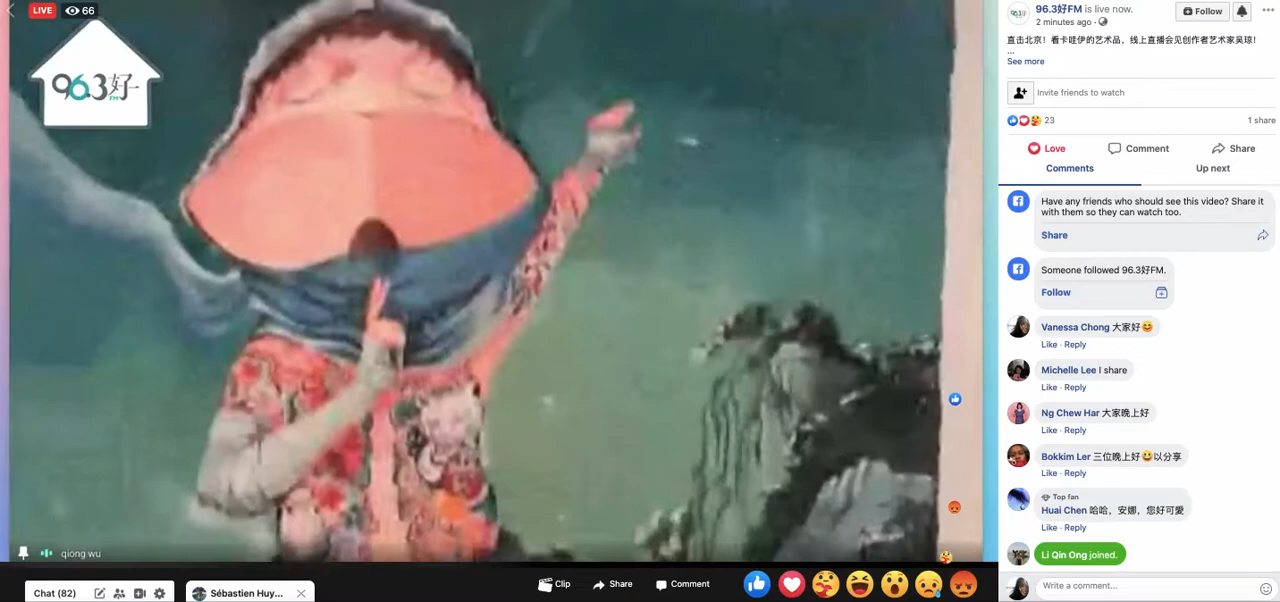 LIVE
66
96.3好
FM
qiong wu
Chat (82)
Sébastien Huy...
Clip
Share
Comment
96.3好FM is live now.
2 minutes ago ·
Follow
直击北京！看卡哇伊的艺术品，线上直播会见创作者艺术家吴琼！
...
See more
Invite friends to watch
23
1 share
Love
Comment
Share
Comments
Up next
Have any friends who should see this video? Share it
with them so they can watch too.
Share
Someone followed 96.3好FM.
Follow
Vanessa Chong 大家好
Like · Reply
Michelle Lee I share
Like · Reply
Ng Chew Har 大家晚上好
Like · Reply
Bokkim Ler 三位晚上好😃以分享
Like · Reply
Top fan
Huai Chen 哈哈，安娜，您好可愛
Like · Reply
Li Qin Ong joined.
Write a comment...